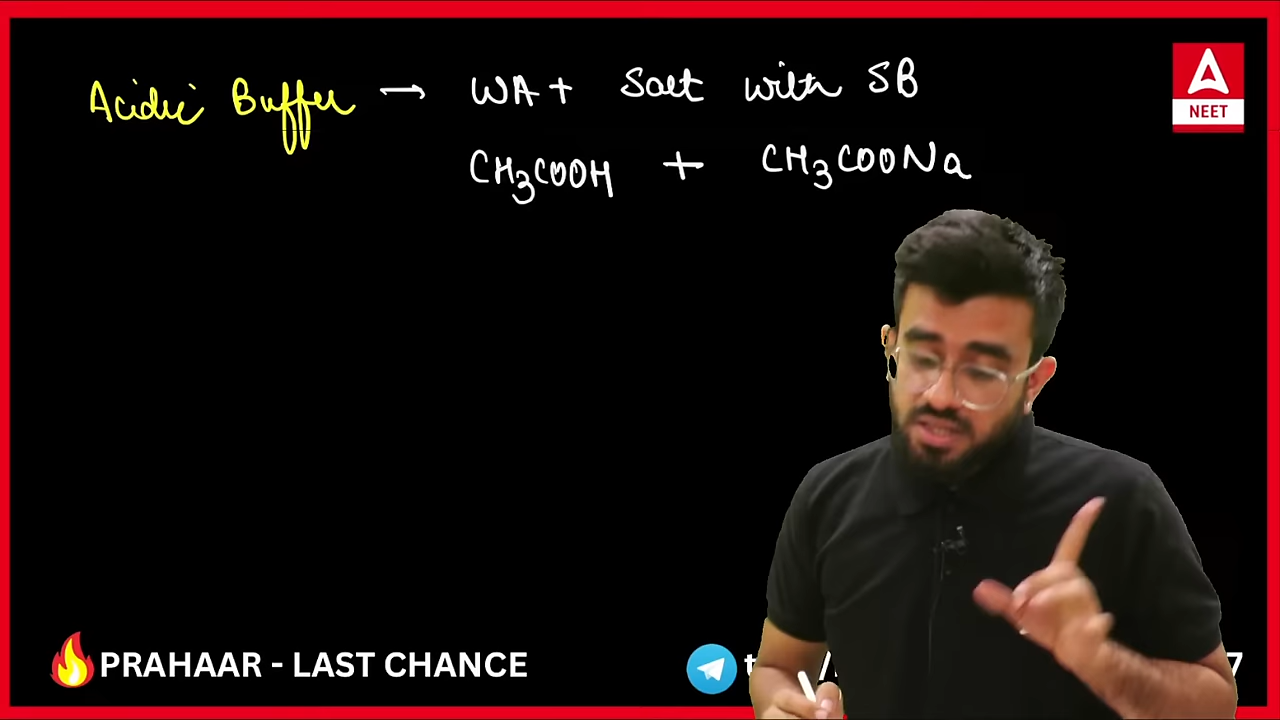 Acidic Buffer → WA + Salt with SB
CH3COOH + CH3COONa
A
NEET
PRAHAAR - LAST CHANCE